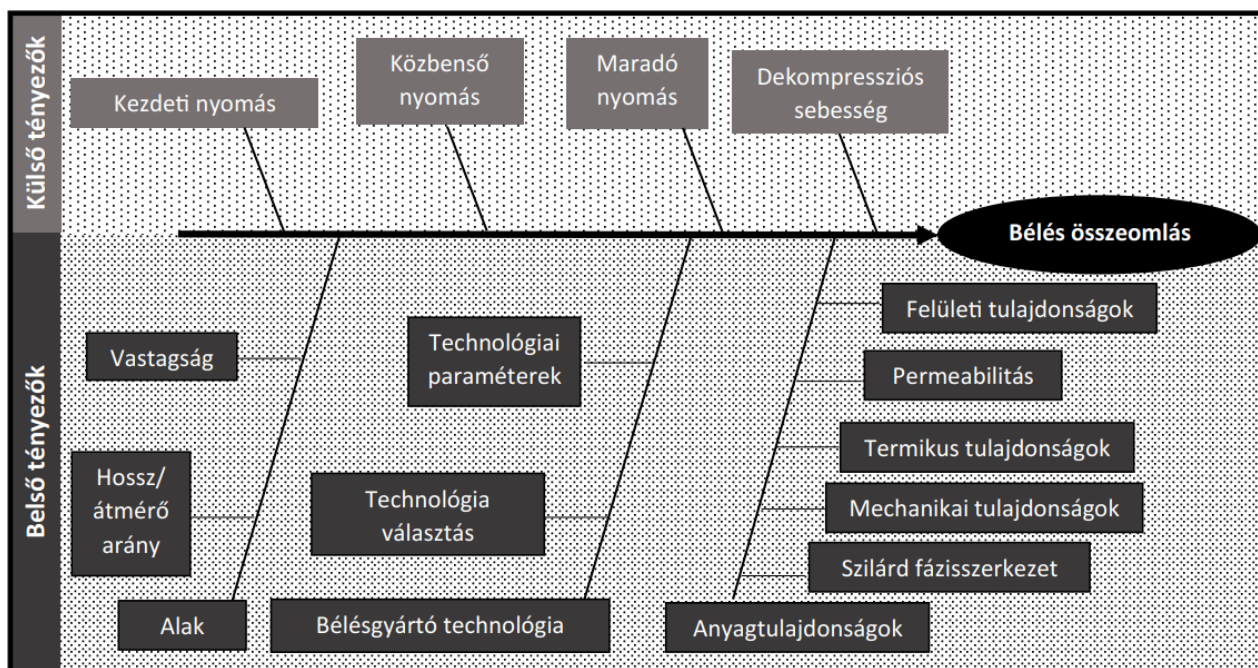 Külső tényezők
Kezdeti nyomás
Közbenső
nyomás
Maradó
nyomás
Dekompressziós
sebesség
Bélés összeomlás
Belső tényezők
Vastagság
Hossz/
átmérő
arány
Alak
Technológiai
paraméterek
Technológia
választás
Bélésgyártó technológia
Felületi tulajdonságok
Permeabilitás
Termikus tulajdonságok
Mechanikai tulajdonságok
Szilárd fázisszerkezet
Anyagtulajdonságok